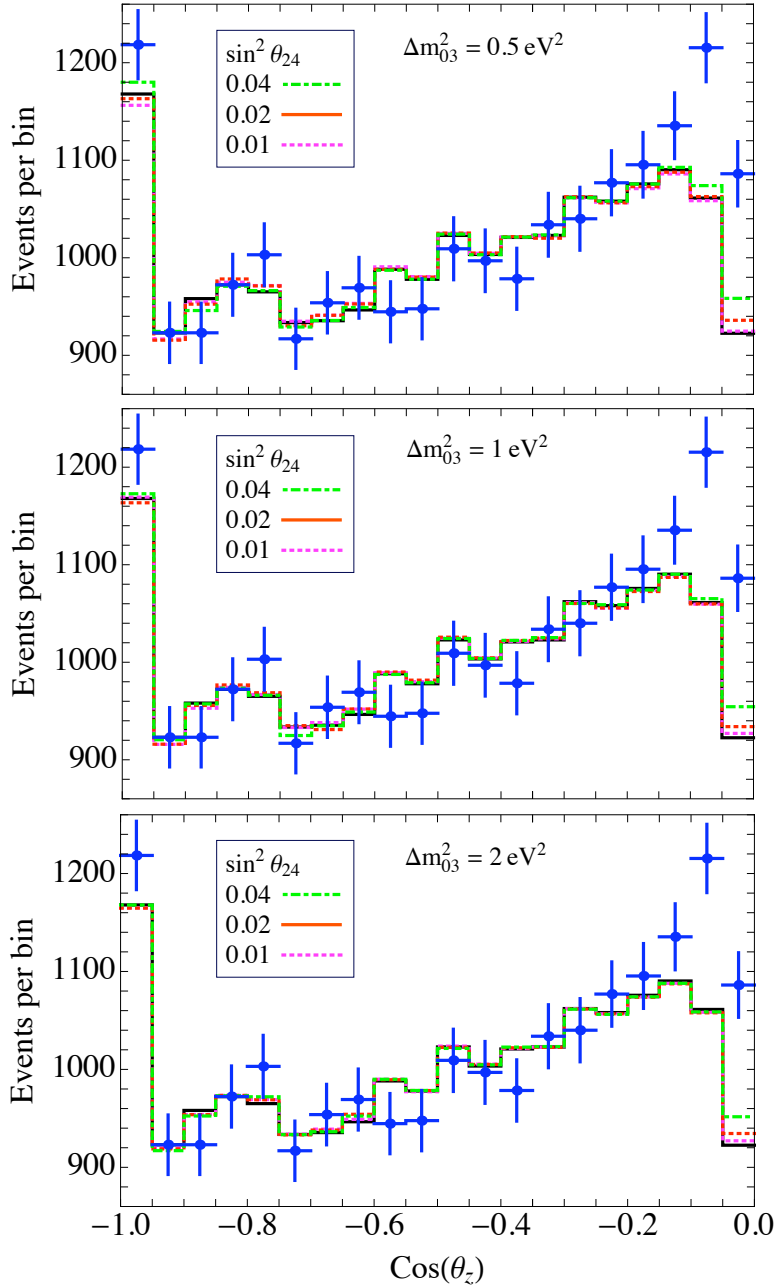 Δm²₀₃ = 0.5 eV²
sin² θ₂₄
0.04
0.02
0.01
1200
1100
1000
900
Events per bin
Δm²₀₃ = 1 eV²
sin² θ₂₄
0.04
0.02
0.01
1200
1100
1000
900
Events per bin
Δm²₀₃ = 2 eV²
sin² θ₂₄
0.04
0.02
0.01
1200
1100
1000
900
Events per bin
−1.0 −0.8 −0.6 −0.4 −0.2 0.0
Cos(θ_z)